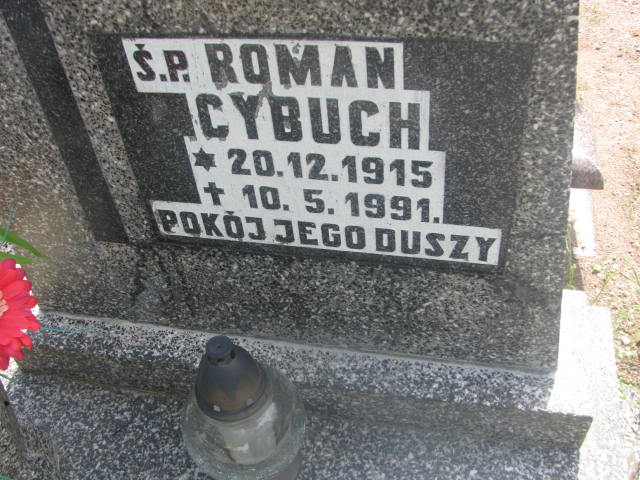 Ś.P. ROMAN
CYBUCH
✶ 20.12.1915
✝ 10.5.1991.
POKÓJ JEGO DUSZY